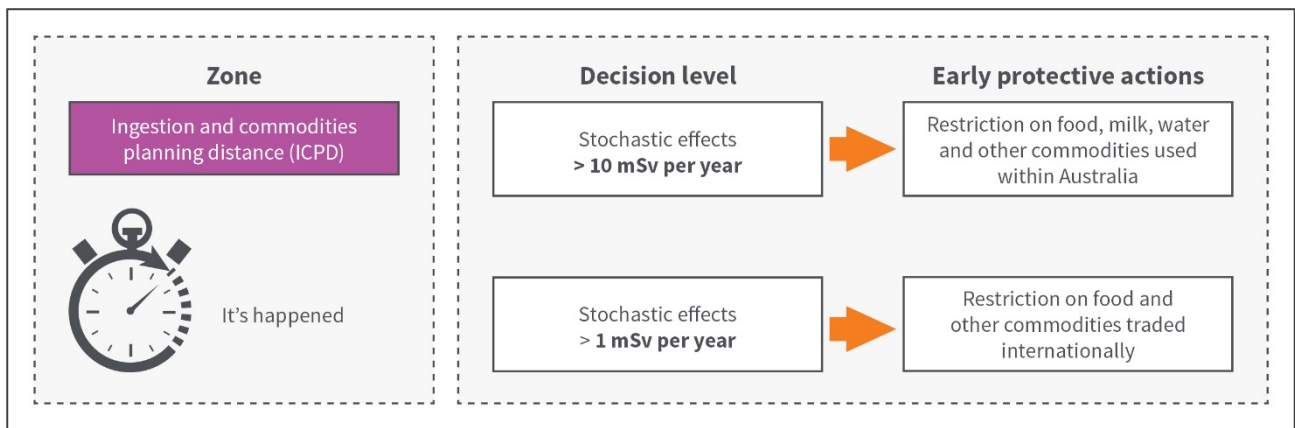 Zone
Ingestion and commodities
planning distance (ICPD)
It’s happened
Decision level
Early protective actions
Stochastic effects
> 10 mSv per year
Restriction on food, milk, water
and other commodities used
within Australia
Stochastic effects
> 1 mSv per year
Restriction on food and
other commodities traded
internationally